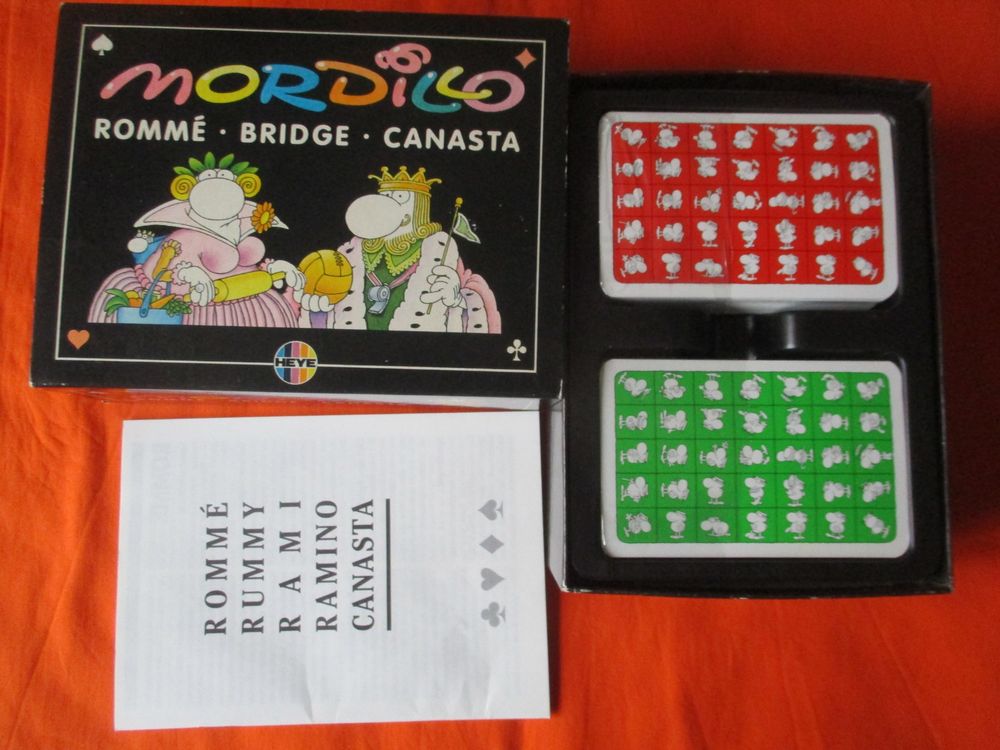 MORDILLO
ROMMÉ · BRIDGE · CANASTA
HEYE
ROMMÉ
RUMMY
RAMI
RAMINO
CANASTA